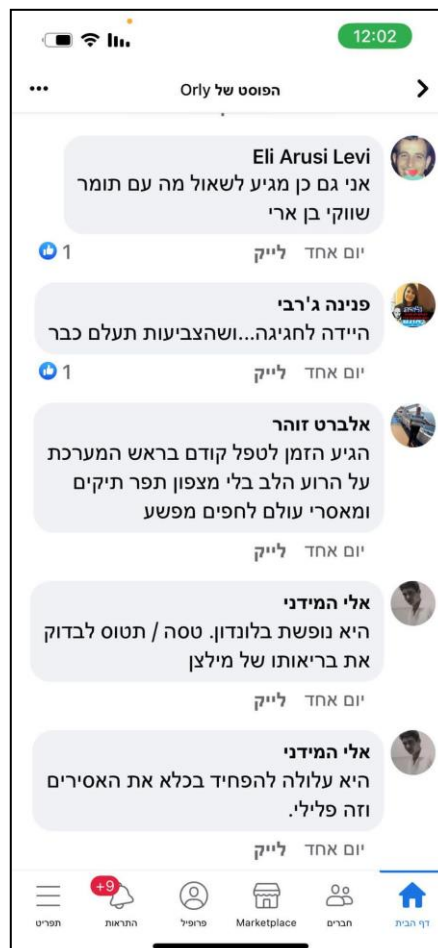 12:02
הפוסט של Orly
Eli Arusi Levi
אני גם כן מגיע לשאול מה עם תומר
שווקי בן ארי
יום אחד לייק
1
פנינה ג'רבי
היידה לחגיגה...ושהצביעות תעלם כבר
יום אחד לייק
1
אלברט זוהר
הגיע הזמן לטפל קודם בראש המערכת
על הרוע הלב בלי מצפון תפר תיקים
ומאסרי עולם לחפים מפשע
יום אחד לייק
אלי המידני
היא נופשת בלונדון. טסה / תטוס לבדוק
את בריאותו של מילצן
יום אחד לייק
אלי המידני
היא עלולה להפחיד בכלא את האסירים
וזה פלילי.
יום אחד לייק
9+
דף הבית חברים Marketplace פרופיל התראות תפריט